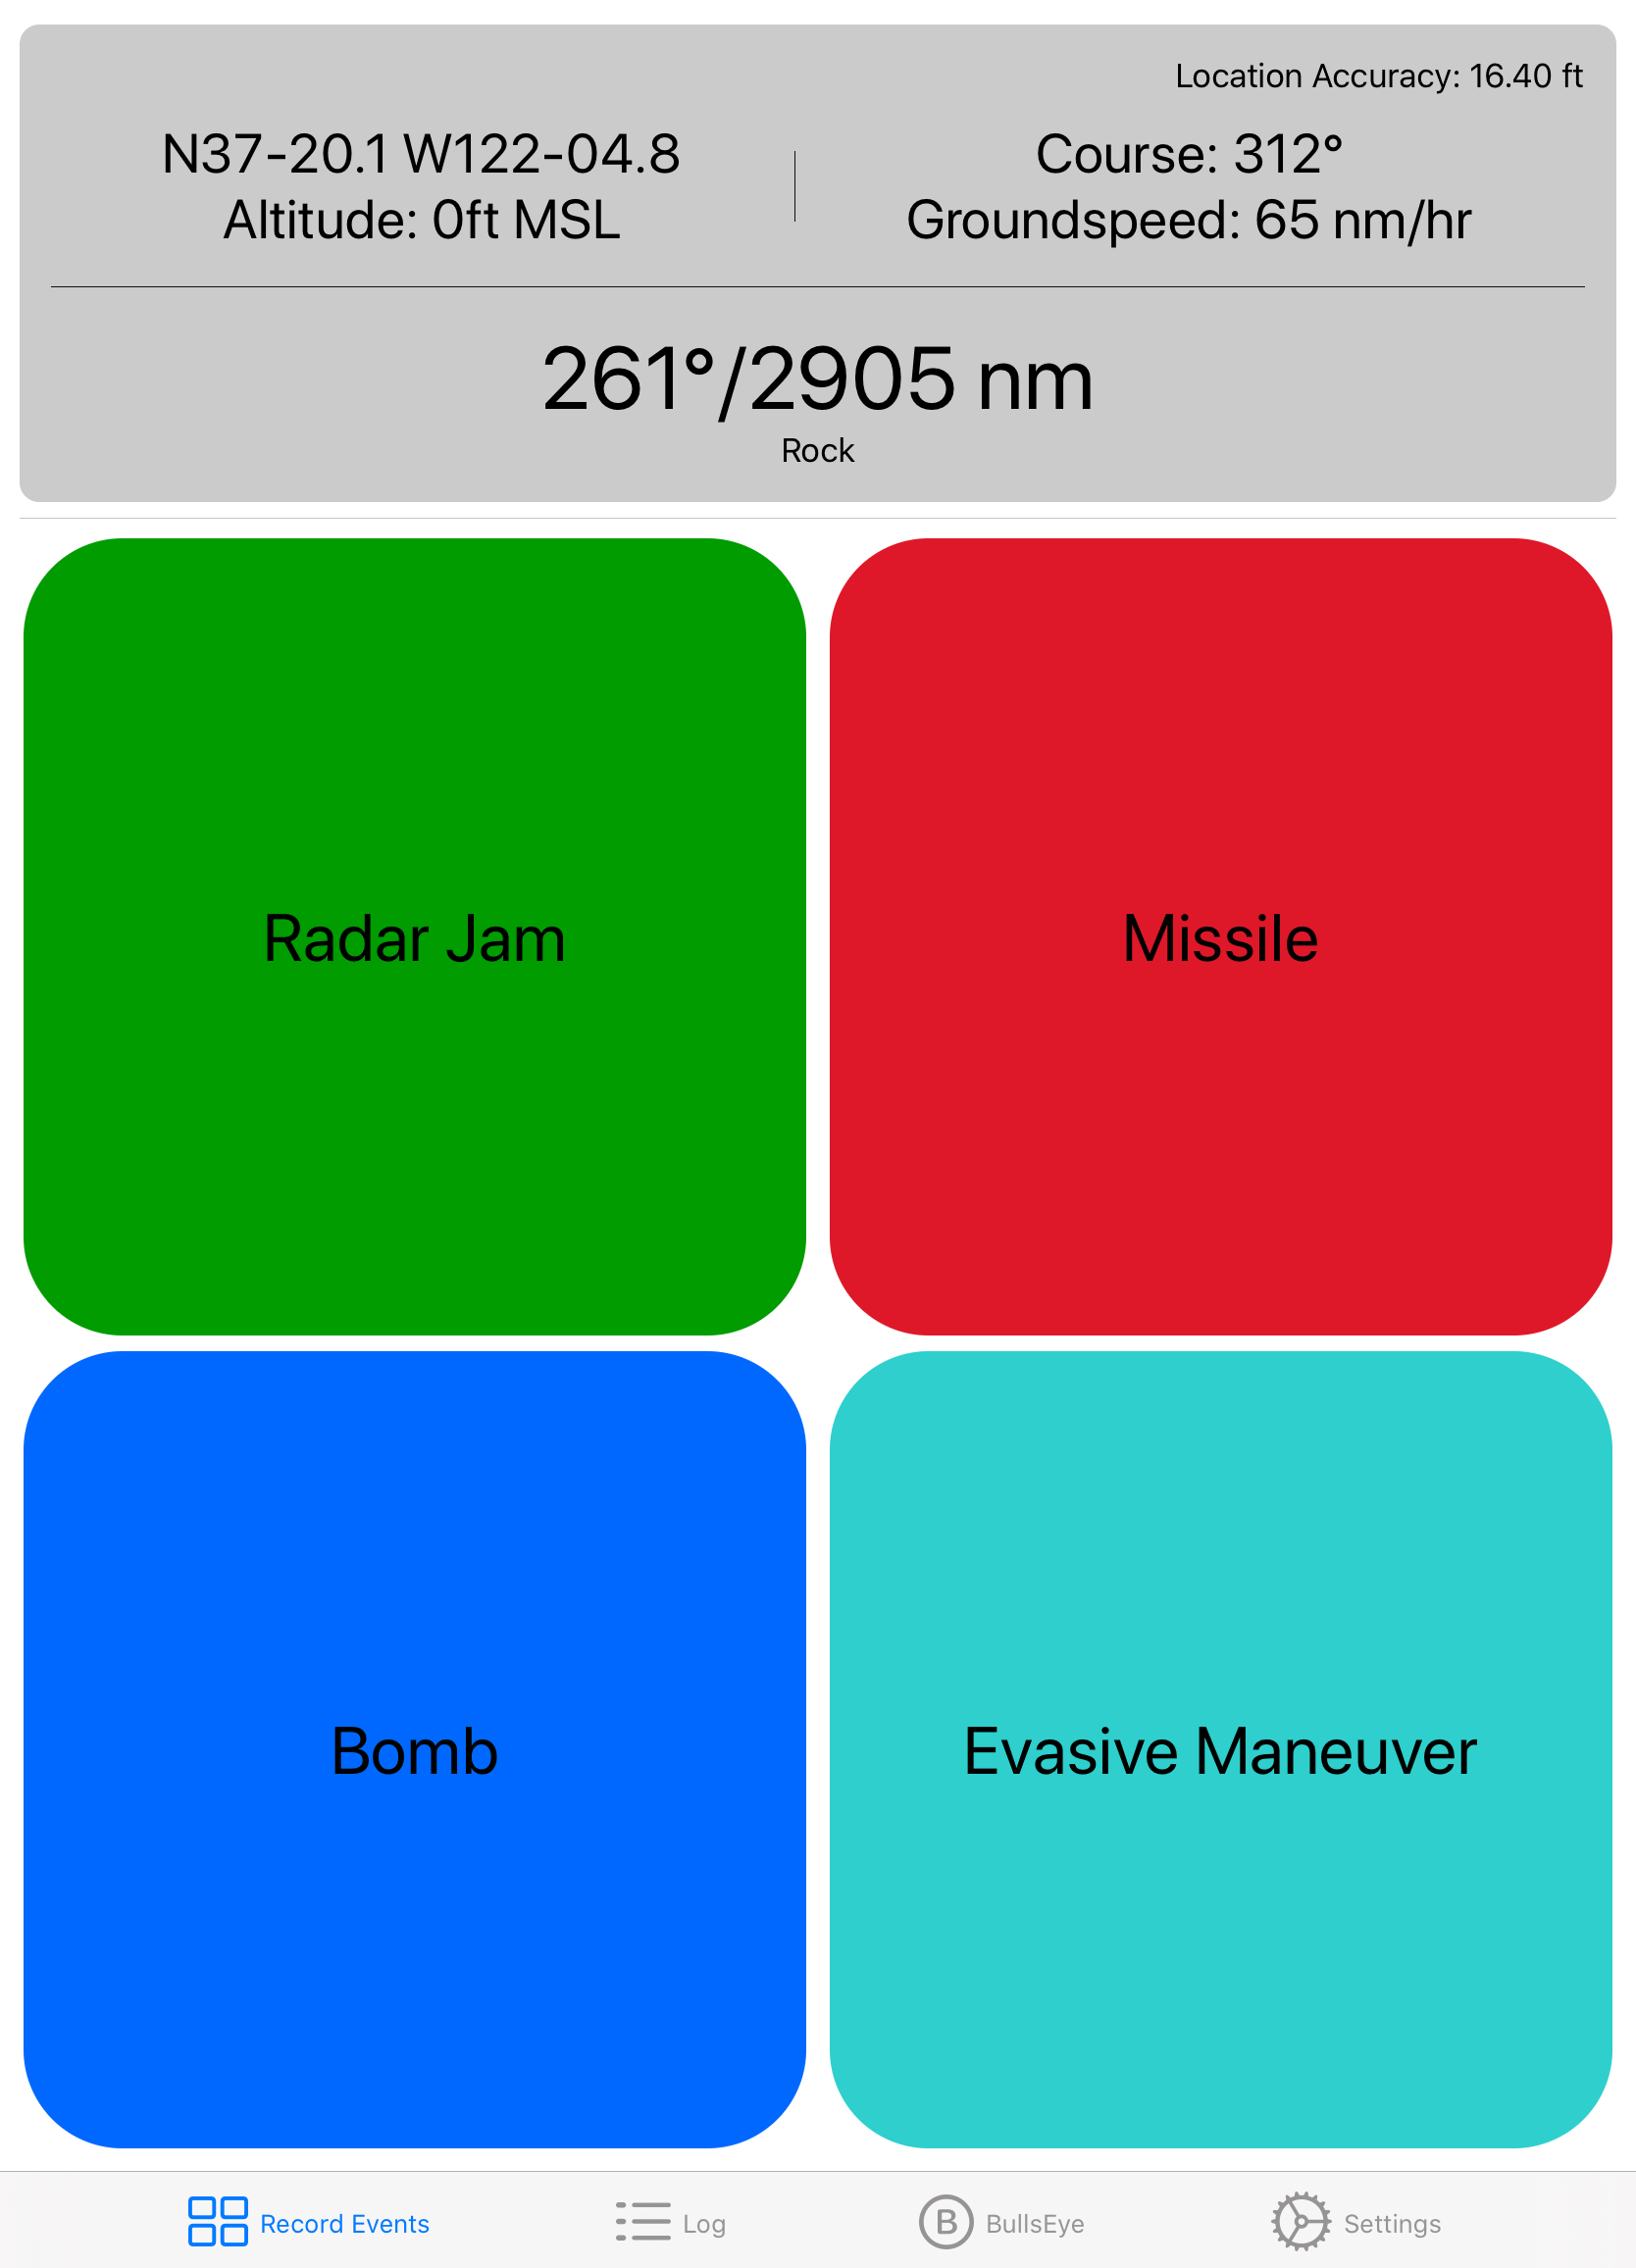 Location Accuracy: 16.40 ft
N37-20.1 W122-04.8
Altitude: 0ft MSL
Course: 312°
Groundspeed: 65 nm/hr
261°/2905 nm
Rock
Radar Jam
Missile
Bomb
Evasive Maneuver
Record Events
Log
B
BullsEye
Settings